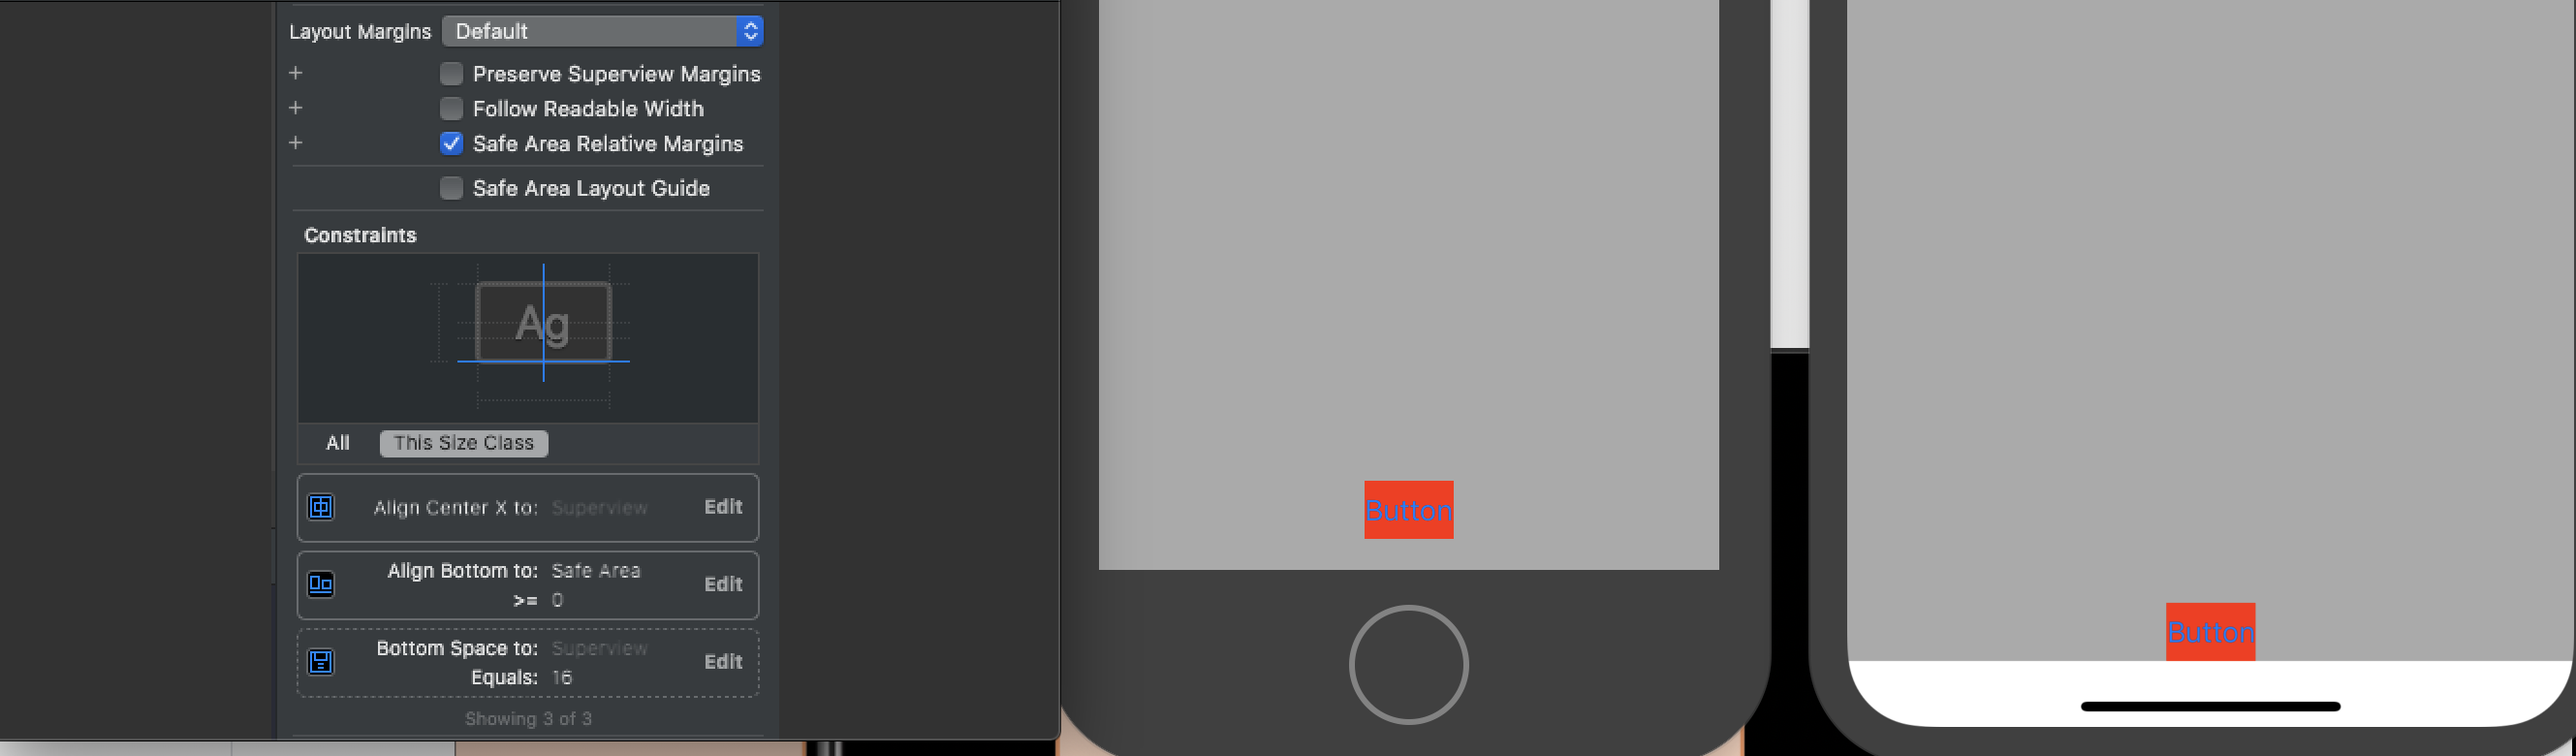 Layout Margins Default
+ Preserve Superview Margins
+ Follow Readable Width
+ Safe Area Relative Margins
Safe Area Layout Guide
Constraints
Ag
All This Size Class
Align Center X to: Superview Edit
Align Bottom to: Safe Area Edit
>= 0
Bottom Space to: Superview Edit
Equals: 16
Showing 3 of 3
Button
Button